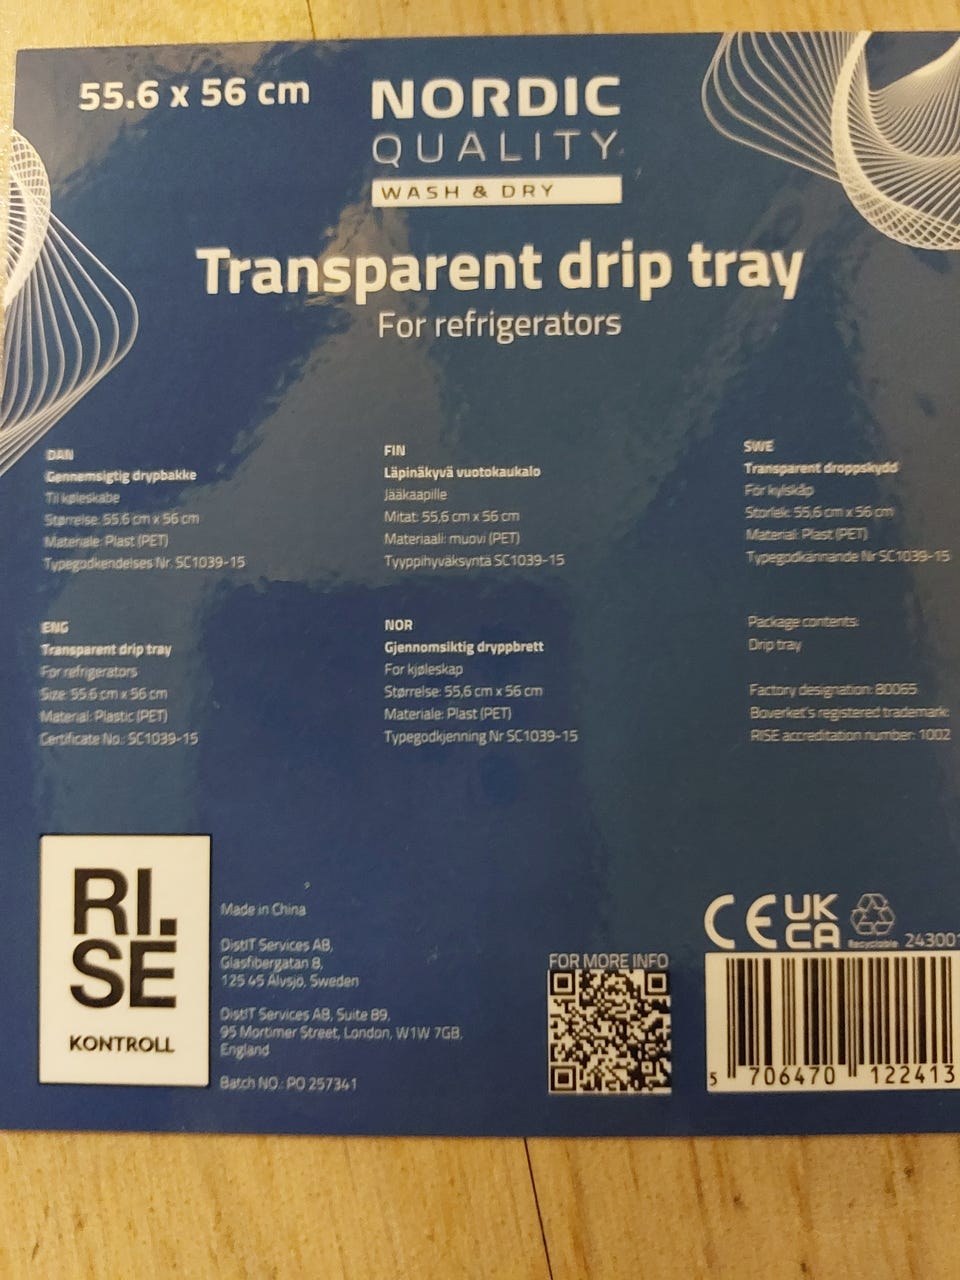 55.6 x 56 cm
NORDIC
QUALITY
WASH & DRY
Transparent drip tray
For refrigerators
DAN
Gennemsigtig drypbakke
Til køleskabe
Størrelse: 55,6 cm x 56 cm
Materiale: Plast (PET)
Typegodkendelses Nr. SC1039-15
FIN
Läpinäkyvä vuotokaukalo
Jääkaapille
Mitat: 55,6 cm x 56 cm
Materiaali: muovi (PET)
Tyyppihyväksyntä SC1039-15
SWE
Transparent droppskydd
För kylskåp
Storlek: 55,6 cm x 56 cm
Material: Plast (PET)
Typegodkännande Nr SC1039-15
ENG
Transparent drip tray
For refrigerators
Size: 55.6 cm x 56 cm
Material: Plastic (PET)
Certificate No.: SC1039-15
NOR
Gjennomsiktig dryppbrett
For kjøleskap
Størrelse: 55,6 cm x 56 cm
Materiale: Plast (PET)
Typegodkjenning Nr SC1039-15
Package contents:
Drip tray
Factory designation: 80065
Boverket's registered trademark:
RISE accreditation number: 1002
RI.
SE
KONTROLL
Made in China
DistIT Services AB,
Glasfibergatan 8,
125 45 Älvsjö, Sweden
DistIT Services AB, Suite 89,
95 Mortimer Street, London, W1W 7GB,
England
Batch NO.: PO 257341
FOR MORE INFO
CE
UK
CA
Recyclable
243001
5 706470 122413